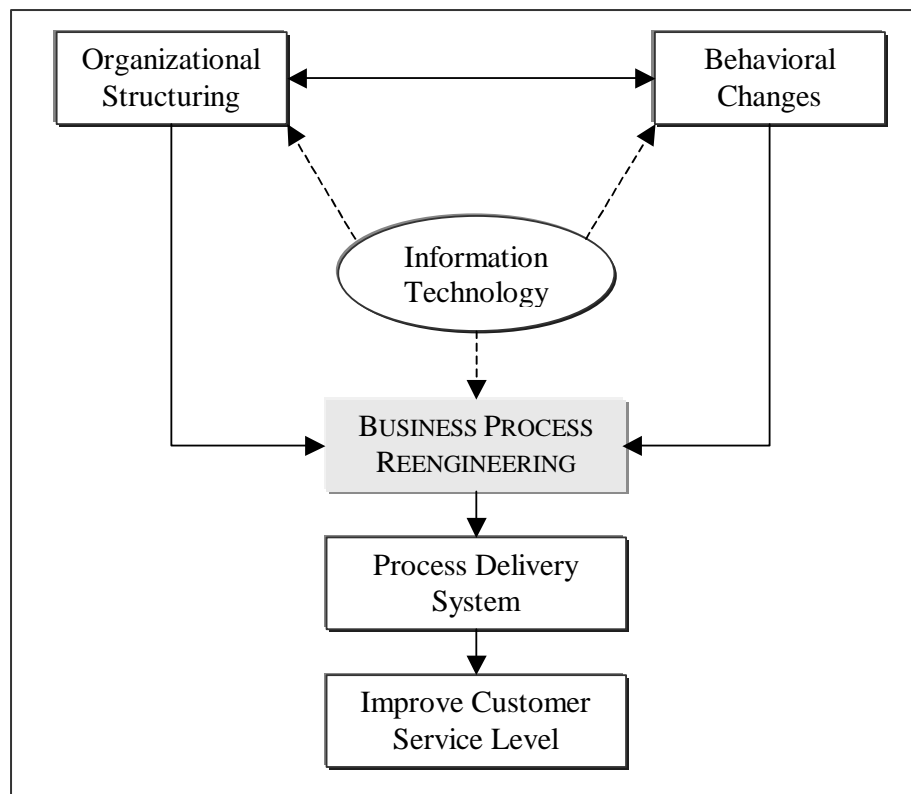 Organizational
Structuring
Behavioral
Changes
Information
Technology
BUSINESS PROCESS
REENGINEERING
Process Delivery
System
Improve Customer
Service Level